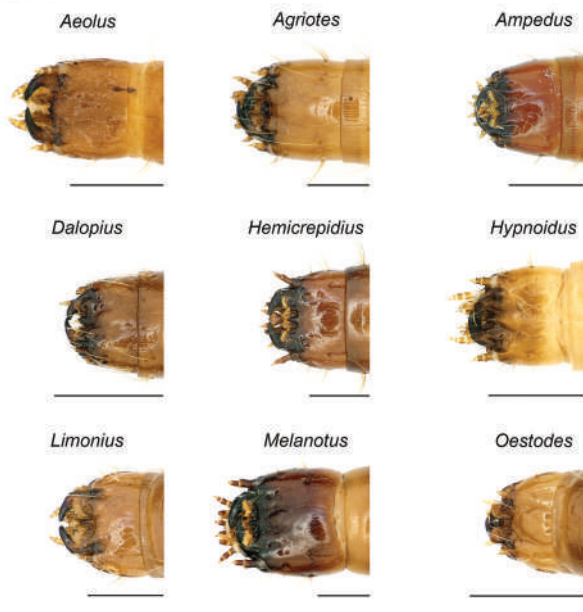 Aeolus
Agriotes
Ampedus
Dalopius
Hemicrepidius
Hypnoidus
Limonius
Melanotus
Oestodes